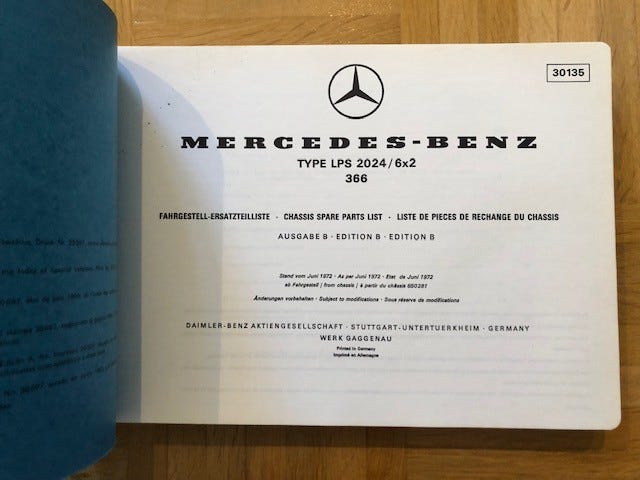 30135
MERCEDES-BENZ
TYPE LPS 2024/6x2
366
FAHRGESTELL-ERSATZTEILLISTE · CHASSIS SPARE PARTS LIST · LISTE DE PIECES DE RECHANGE DU CHASSIS
AUSGABE B · EDITION B · EDITION B
Stand vom Juni 1972 · As per Juni 1972 · Etat de Juni 1972
ab Fahrgestell / from chassis / à partir du châssis 650281
Änderungen vorbehalten · Subject to modifications · Sous réserve de modifications
DAIMLER-BENZ AKTIENGESELLSCHAFT · STUTTGART-UNTERTUERKHEIM · GERMANY
WERK GAGGENAU
Printed in Germany
Imprimé en Allemagne